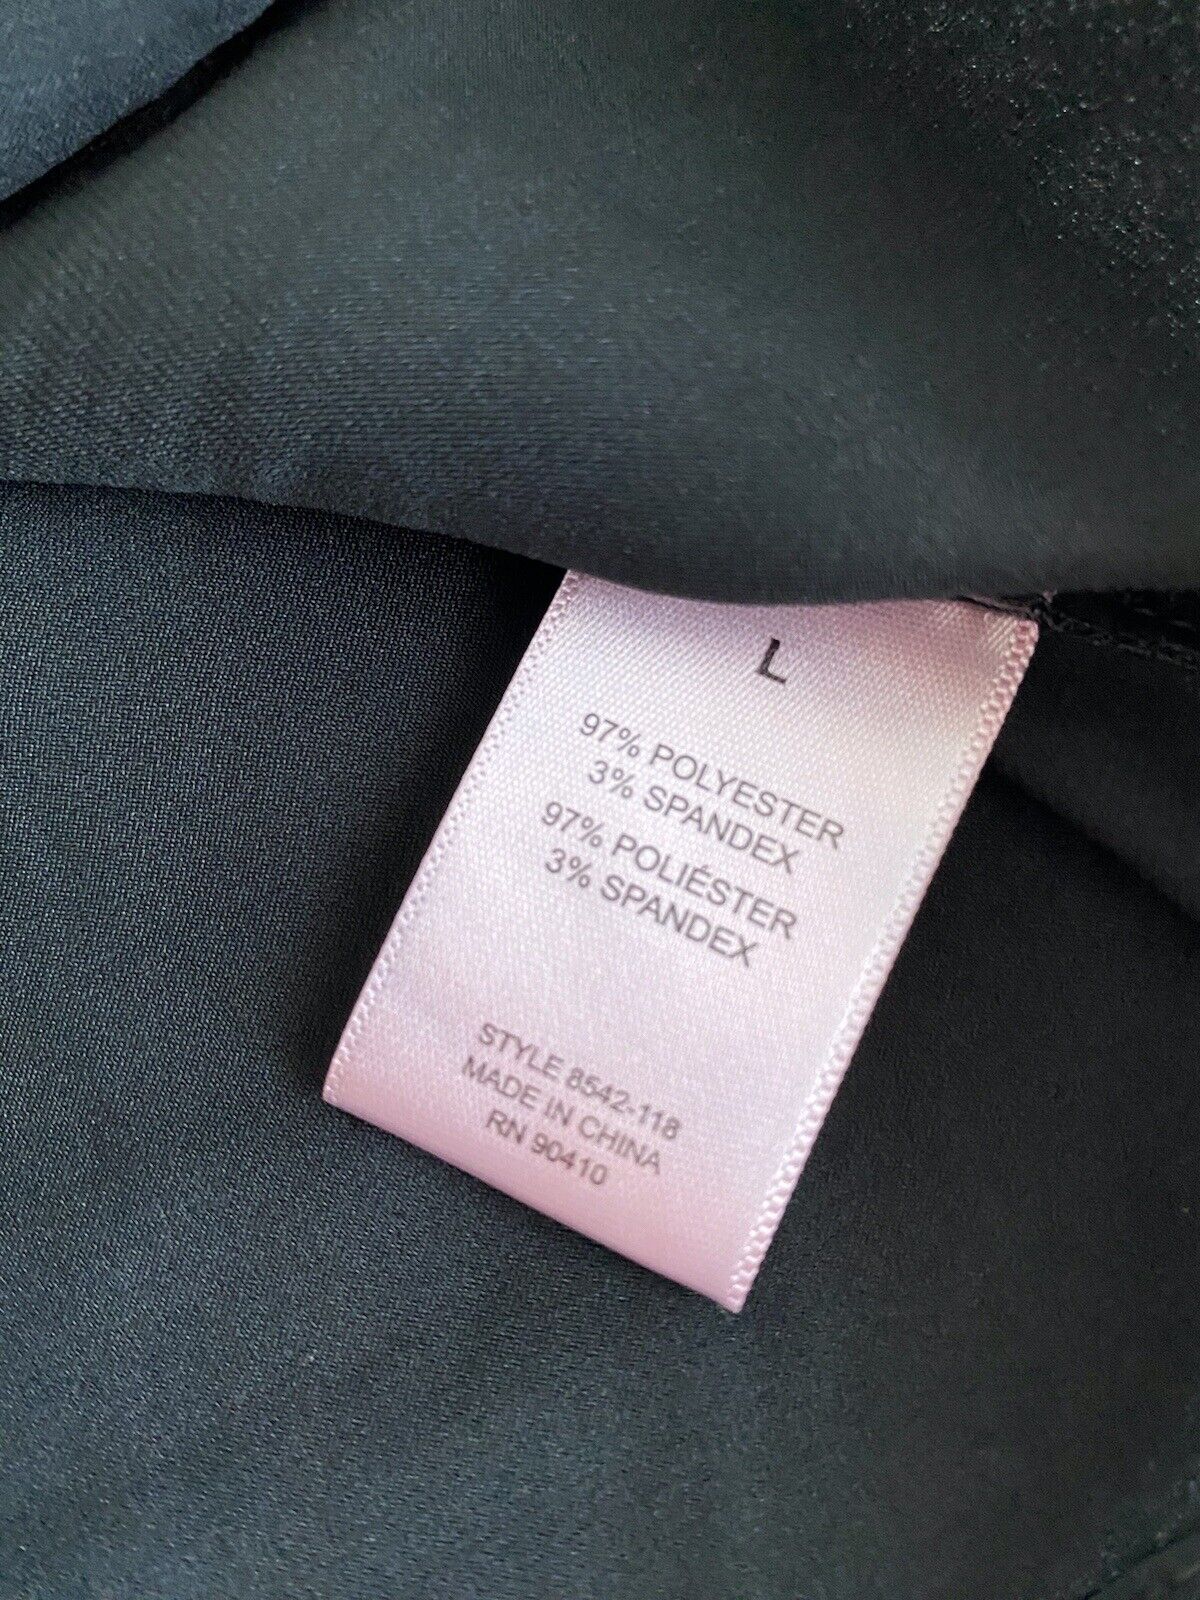 L
97% POLYESTER
3% SPANDEX
97% POLIÉSTER
3% SPANDEX
STYLE 8542-118
MADE IN CHINA
RN 90410